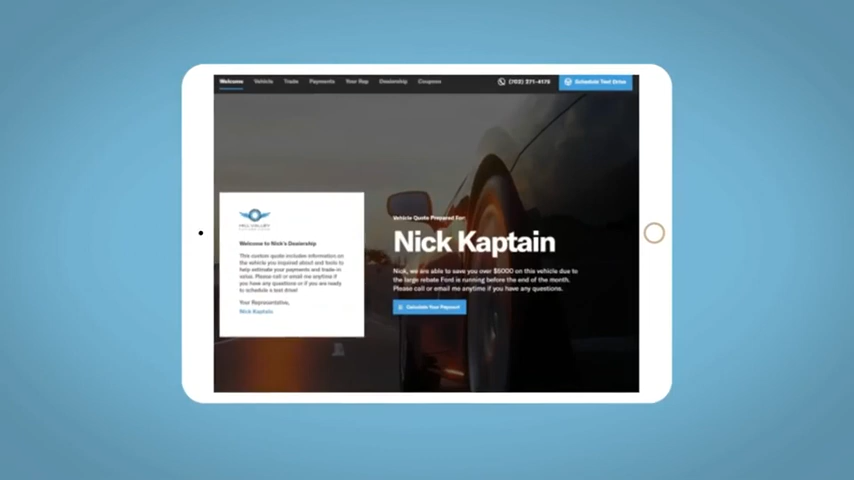 Welcome Vehicle Trade Payments Your Rep Dealership Coupons (702) 271-4175 Schedule Test Drive
Welcome to Nick's Dealership
This custom quote includes information on
the vehicle you inquired about and tools to
help estimate your payments and trade-in
value. Please call or email me anytime if
you have any questions or if you are ready
to schedule a test drive!
Your Representative,
Nick Kaptain
Vehicle Quote Prepared For:
Nick Kaptain
Nick, we are able to save you over $5000 on this vehicle due to
the large rebate Ford is running before the end of the month.
Please call or email me anytime if you have any questions.
Calculate Your Payment